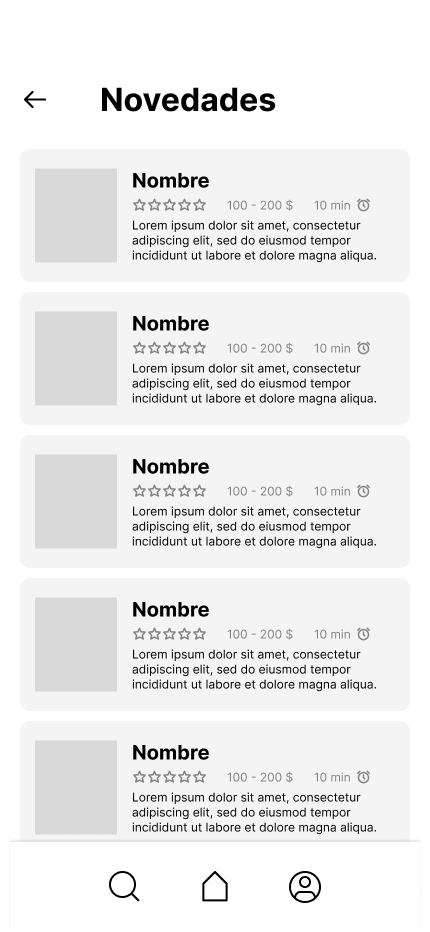 Novedades
Nombre
100 - 200 $ 10 min
Lorem ipsum dolor sit amet, consectetur
adipiscing elit, sed do eiusmod tempor
incididunt ut labore et dolore magna aliqua.
Nombre
100 - 200 $ 10 min
Lorem ipsum dolor sit amet, consectetur
adipiscing elit, sed do eiusmod tempor
incididunt ut labore et dolore magna aliqua.
Nombre
100 - 200 $ 10 min
Lorem ipsum dolor sit amet, consectetur
adipiscing elit, sed do eiusmod tempor
incididunt ut labore et dolore magna aliqua.
Nombre
100 - 200 $ 10 min
Lorem ipsum dolor sit amet, consectetur
adipiscing elit, sed do eiusmod tempor
incididunt ut labore et dolore magna aliqua.
Nombre
100 - 200 $ 10 min
Lorem ipsum dolor sit amet, consectetur
adipiscing elit, sed do eiusmod tempor
incididunt ut labore et dolore magna aliqua.